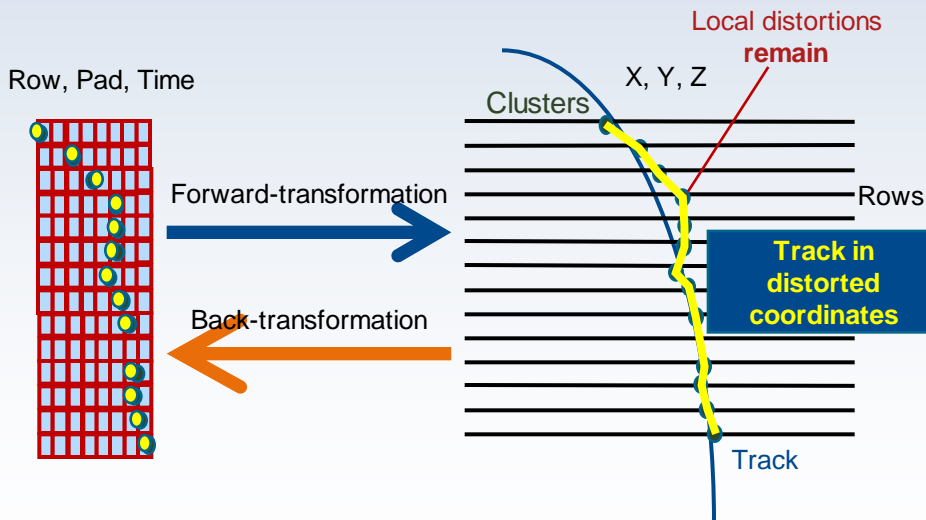 Local distortions
remain
Row, Pad, Time
X, Y, Z
Clusters
Forward-transformation
Rows
Track in
distorted
coordinates
Back-transformation
Track